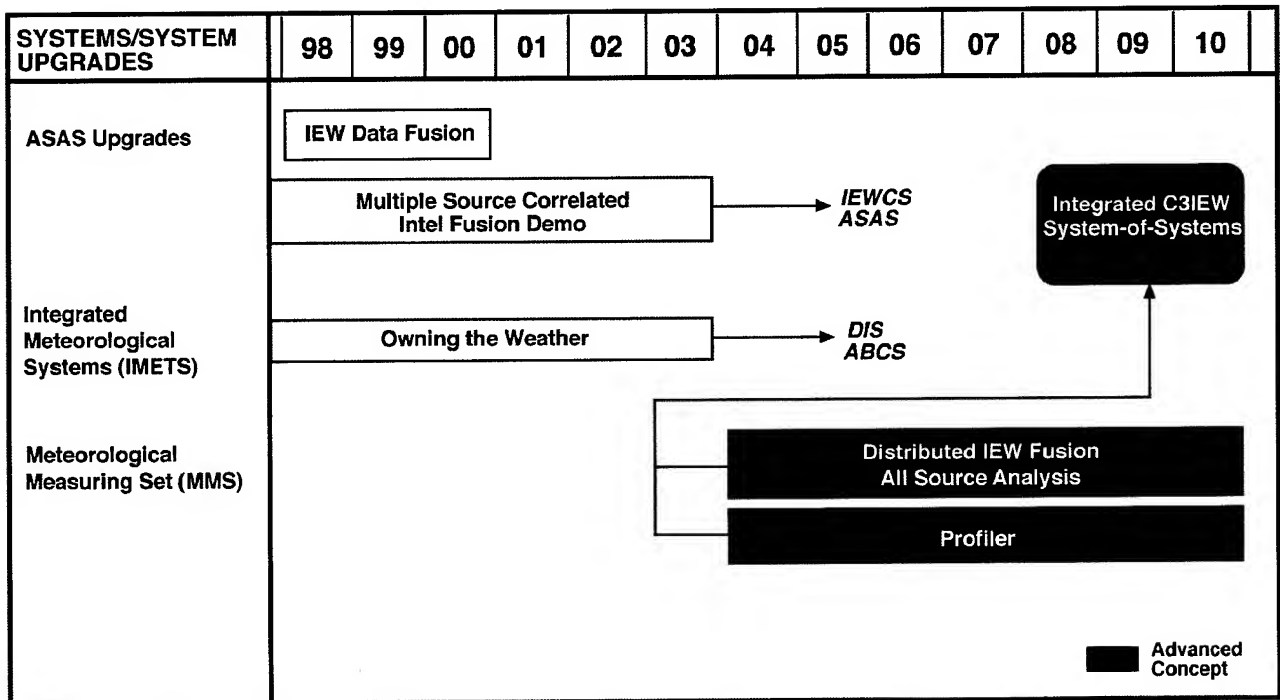 SYSTEMS/SYSTEM
UPGRADES
98 99 00 01 02 03 04 05 06 07 08 09 10
ASAS Upgrades
IEW Data Fusion
Multiple Source Correlated
Intel Fusion Demo
IEWCS
ASAS
Integrated C3IEW
System-of-Systems
Integrated
Meteorological
Systems (IMETS)
Owning the Weather
DIS
ABCS
Meteorological
Measuring Set (MMS)
Distributed IEW Fusion
All Source Analysis
Profiler
Advanced
Concept